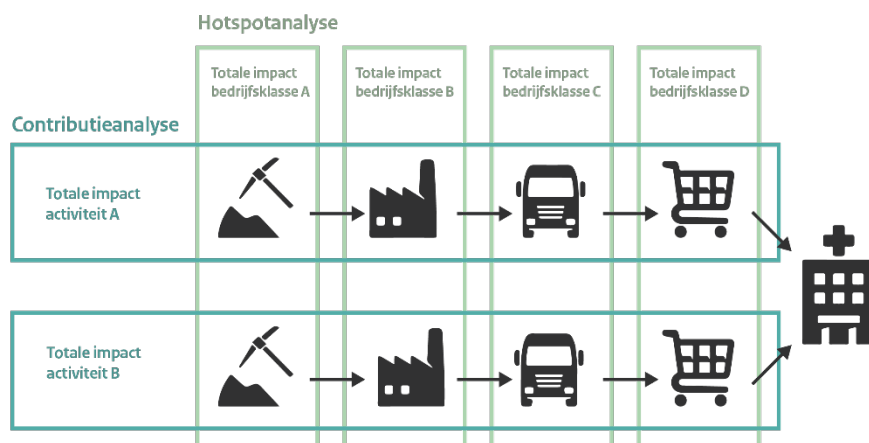 Hotspotanalyse
Totale impact
bedrijfsklasse A
Totale impact
bedrijfsklasse B
Totale impact
bedrijfsklasse C
Totale impact
bedrijfsklasse D
Contributieanalyse
Totale impact
activiteit A
Totale impact
activiteit B